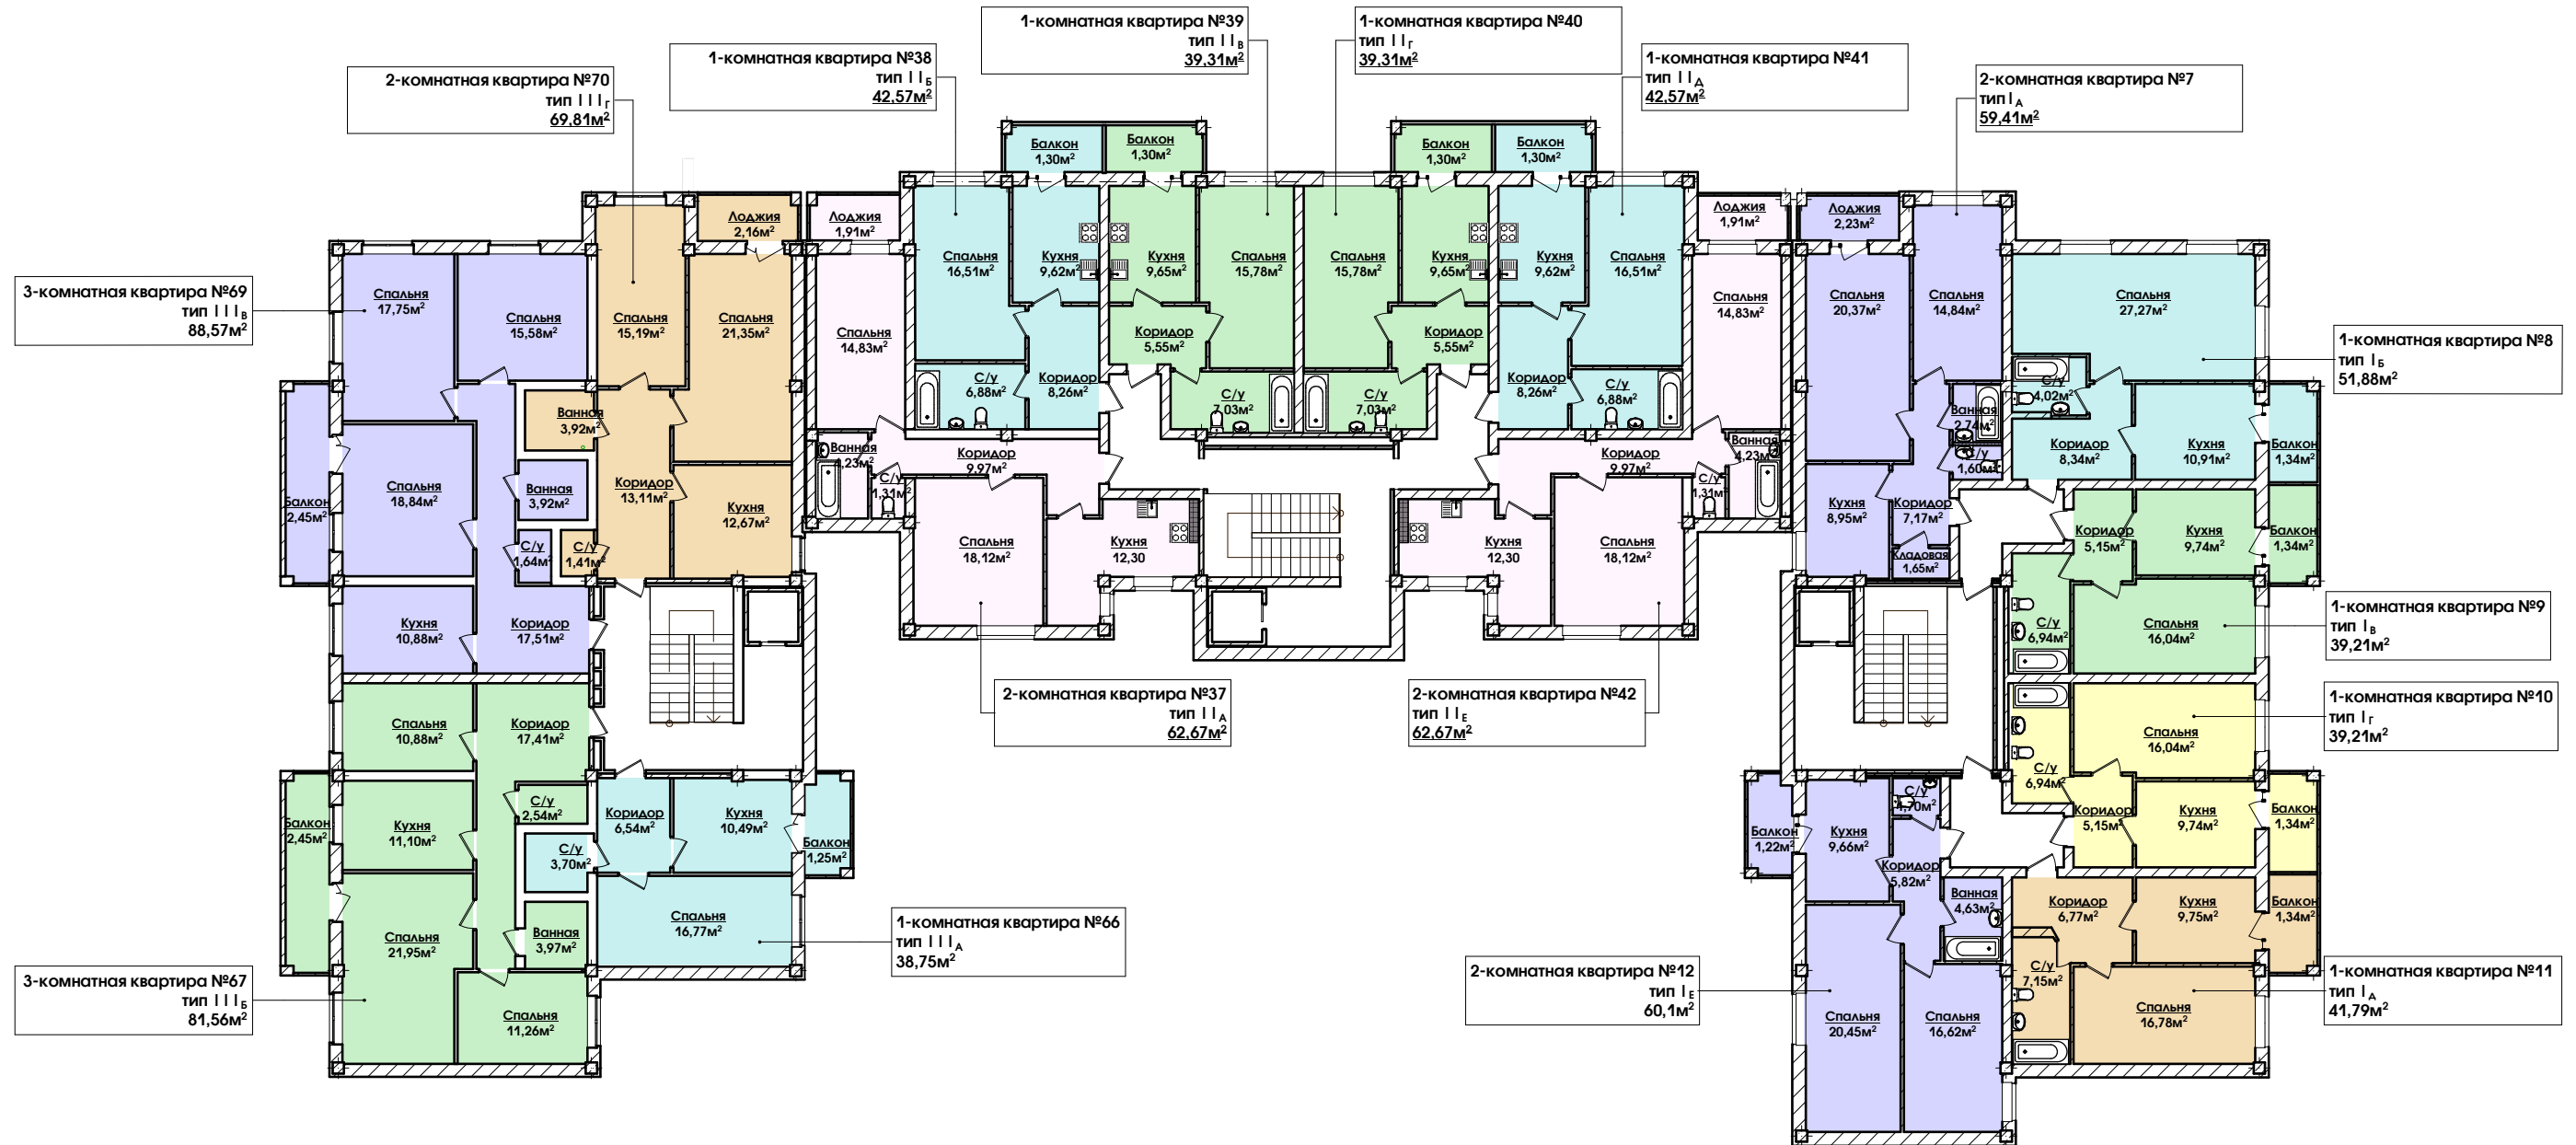 1-комнатная квартира №39
тип II В
39,31м²
1-комнатная квартира №40
тип II Г
39,31м²
1-комнатная квартира №38
тип II Б
42,57м²
1-комнатная квартира №41
тип II Д
42,57м²
2-комнатная квартира №70
тип III Г
69,81м²
2-комнатная квартира №7
тип I А
59,41м²
3-комнатная квартира №69
тип III В
88,57м²
1-комнатная квартира №8
тип I Б
51,88м²
1-комнатная квартира №9
тип I В
39,21м²
1-комнатная квартира №10
тип I Г
39,21м²
2-комнатная квартира №37
тип II А
62,67м²
2-комнатная квартира №42
тип II Е
62,67м²
1-комнатная квартира №66
тип III А
38,75м²
3-комнатная квартира №67
тип III Б
81,56м²
2-комнатная квартира №12
тип I Е
60,1м²
1-комнатная квартира №11
тип I А
41,79м²
Спальня
17,75м²
Спальня
15,58м²
Спальня
18,84м²
Балкон
2,45м²
Ванная
3,92м²
С/у
1,64м²
Кухня
10,88м²
Коридор
17,51м²
Спальня
15,19м²
Лоджия
2,16м²
Спальня
21,35м²
Ванная
3,92м²
Коридор
13,11м²
Кухня
12,67м²
С/у
1,41м²
Спальня
10,88м²
Коридор
17,41м²
Балкон
2,45м²
Кухня
11,10м²
С/у
2,54м²
Спальня
21,95м²
Ванная
3,97м²
Спальня
11,26м²
Коридор
6,54м²
Кухня
10,49м²
С/у
3,70м²
Балкон
1,25м²
Спальня
16,77м²
Лоджия
1,91м²
Спальня
14,83м²
Ванная
4,23м²
С/у
1,31м²
Коридор
9,97м²
Спальня
18,12м²
Кухня
12,30
Балкон
1,30м²
Спальня
16,51м²
Кухня
9,62м²
С/у
6,88м²
Коридор
8,26м²
Балкон
1,30м²
Кухня
9,65м²
Спальня
15,78м²
Коридор
5,55м²
С/у
7,03м²
Балкон
1,30м²
Спальня
15,78м²
Кухня
9,65м²
Коридор
5,55м²
С/у
7,03м²
Балкон
1,30м²
Кухня
9,62м²
Спальня
16,51м²
Коридор
8,26м²
С/у
6,88м²
Лоджия
1,91м²
Спальня
14,83м²
Коридор
9,97м²
Ванная
4,23м²
С/у
1,31м²
Кухня
12,30
Спальня
18,12м²
Лоджия
2,23м²
Спальня
20,37м²
Спальня
14,84м²
Ванная
2,74м²
С/у
1,60м²
Кухня
8,95м²
Коридор
7,17м²
Кладовая
1,65м²
Спальня
27,27м²
С/у
4,02м²
Коридор
8,34м²
Кухня
10,91м²
Балкон
1,34м²
Коридор
5,15м²
Кухня
9,74м²
Балкон
1,34м²
С/у
6,94м²
Спальня
16,04м²
Спальня
16,04м²
С/у
6,94м²
Коридор
5,15м²
Кухня
9,74м²
Балкон
1,34м²
Коридор
6,77м²
Кухня
9,75м²
Балкон
1,34м²
С/у
7,15м²
Спальня
16,78м²
Балкон
1,22м²
Кухня
9,66м²
С/у
1,70м²
Коридор
5,82м²
Ванная
4,63м²
Спальня
20,45м²
Спальня
16,62м²